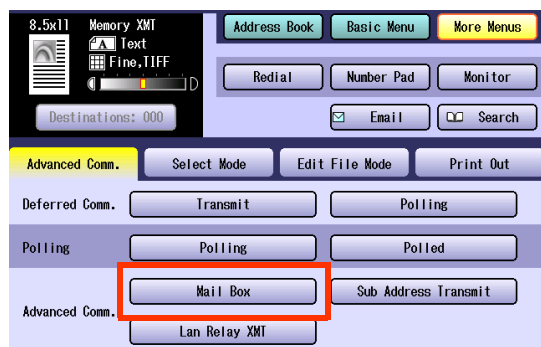 8.5x11 Memory XMT
A Text
Fine,TIFF
D
Destinations: 000
Address Book Basic Menu More Menus
Redial Number Pad Monitor
Email Search
Advanced Comm. Select Mode Edit File Mode Print Out
Deferred Comm. Transmit Polling
Polling Polling Polled
Advanced Comm. Mail Box Sub Address Transmit
Lan Relay XMT